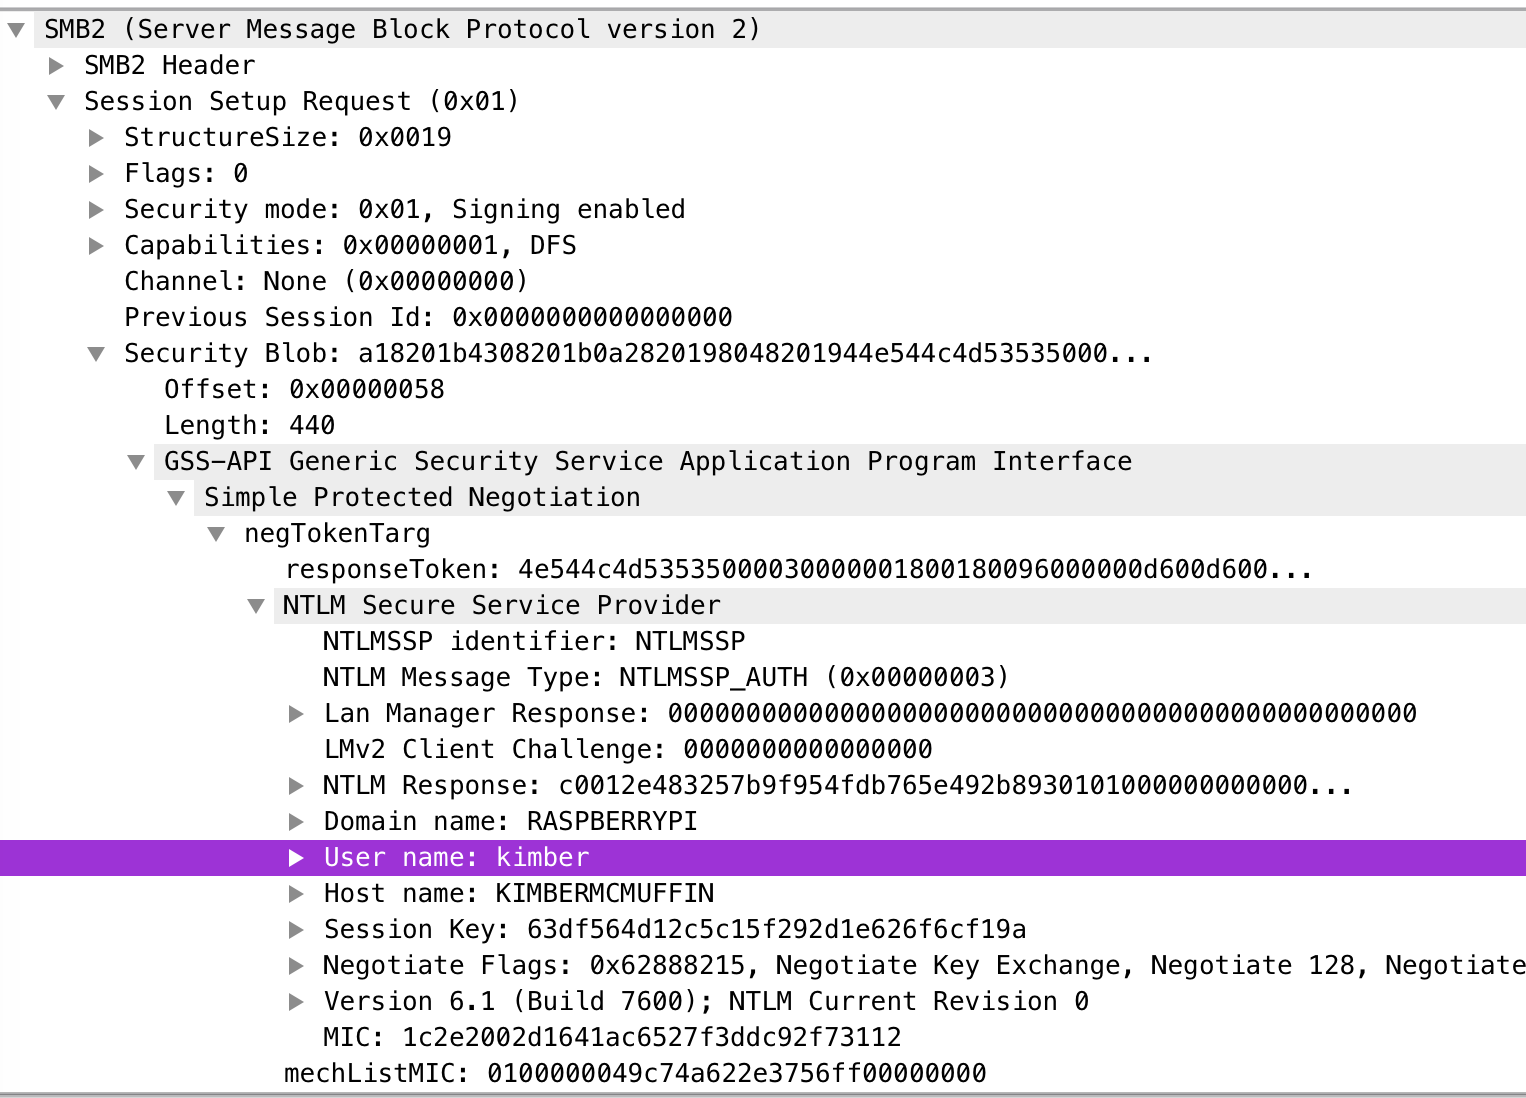 SMB2 (Server Message Block Protocol version 2)
SMB2 Header
Session Setup Request (0x01)
StructureSize: 0x0019
Flags: 0
Security mode: 0x01, Signing enabled
Capabilities: 0x00000001, DFS
Channel: None (0x00000000)
Previous Session Id: 0x0000000000000000
Security Blob: a18201b4308201b0a2820198048201944e544c4d53535000...
Offset: 0x00000058
Length: 440
GSS-API Generic Security Service Application Program Interface
Simple Protected Negotiation
negTokenTarg
responseToken: 4e544c4d53535000030000001800180096000000d600d600...
NTLM Secure Service Provider
NTLMSSP identifier: NTLMSSP
NTLM Message Type: NTLMSSP_AUTH (0x00000003)
Lan Manager Response: 000000000000000000000000000000000000000000000000
LMv2 Client Challenge: 0000000000000000
NTLM Response: c0012e483257b9f954fdb765e492b8930101000000000000...
Domain name: RASPBERRYPI
User name: kimber
Host name: KIMBERMCMUFFIN
Session Key: 63df564d12c5c15f292d1e626f6cf19a
Negotiate Flags: 0x62888215, Negotiate Key Exchange, Negotiate 128, Negotiate
Version 6.1 (Build 7600); NTLM Current Revision 0
MIC: 1c2e2002d1641ac6527f3ddc92f73112
mechListMIC: 0100000049c74a622e3756ff00000000